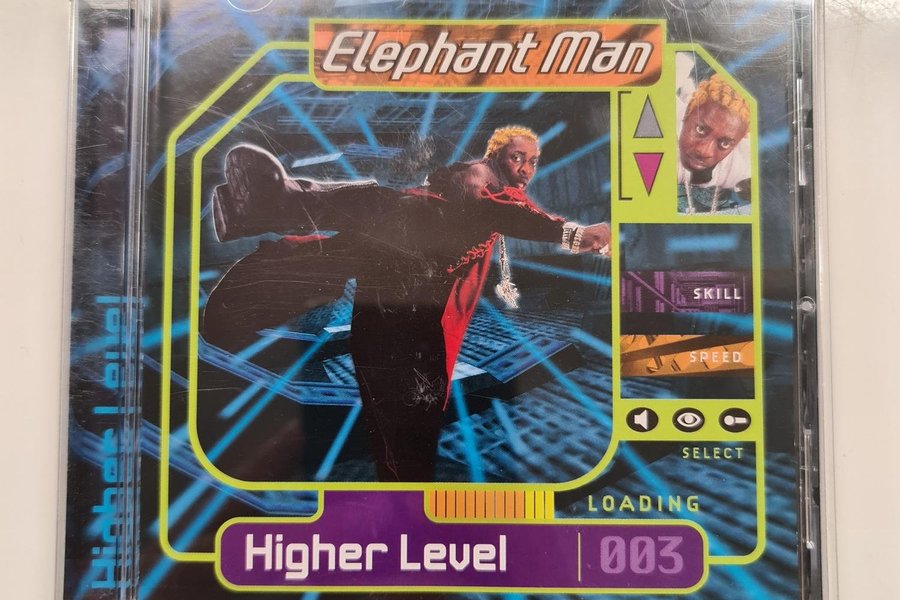 Elephant Man
SKILL
SPEED
SELECT
LOADING
Higher Level 003
Higher Level